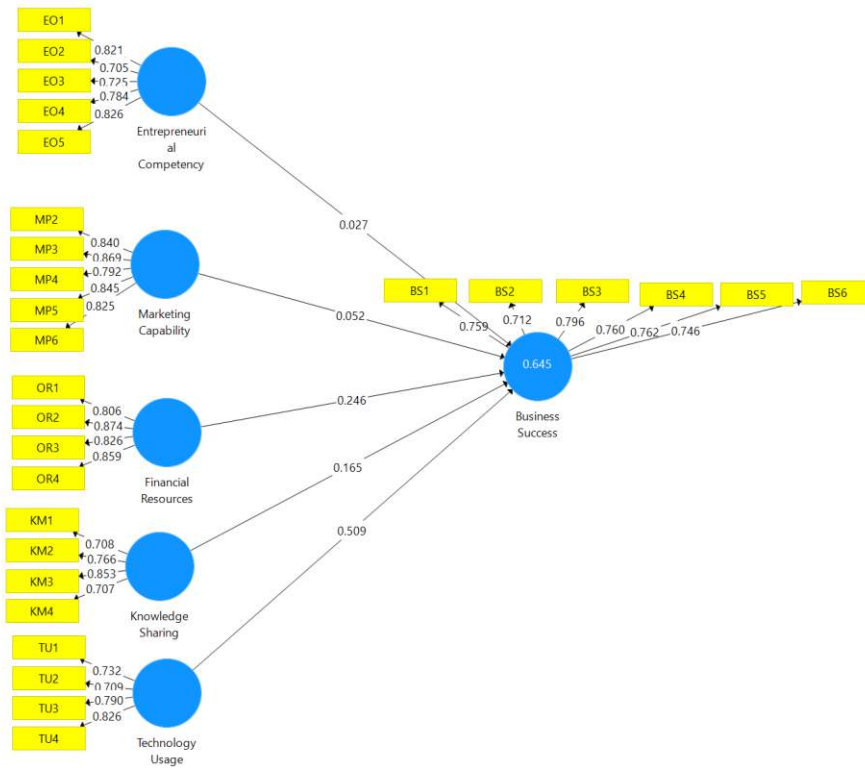 EO1
0.821
EO2
0.705
EO3
0.725
EO4
0.784
EO5
0.826
Entrepreneuri
al
Competency
0.027
MP2
0.840
MP3
0.869
MP4
0.792
MP5
0.845
MP6
0.825
Marketing
Capability
0.052
BS1
BS2
BS3
BS4
BS5
BS6
0.759
0.712
0.796
0.760
0.762
0.746
0.645
Business
Success
OR1
0.806
OR2
0.874
OR3
0.826
OR4
0.859
Financial
Resources
0.246
KM1
0.708
KM2
0.766
KM3
0.853
KM4
0.707
Knowledge
Sharing
0.165
TU1
0.732
TU2
0.709
TU3
0.790
TU4
0.826
Technology
Usage
0.509